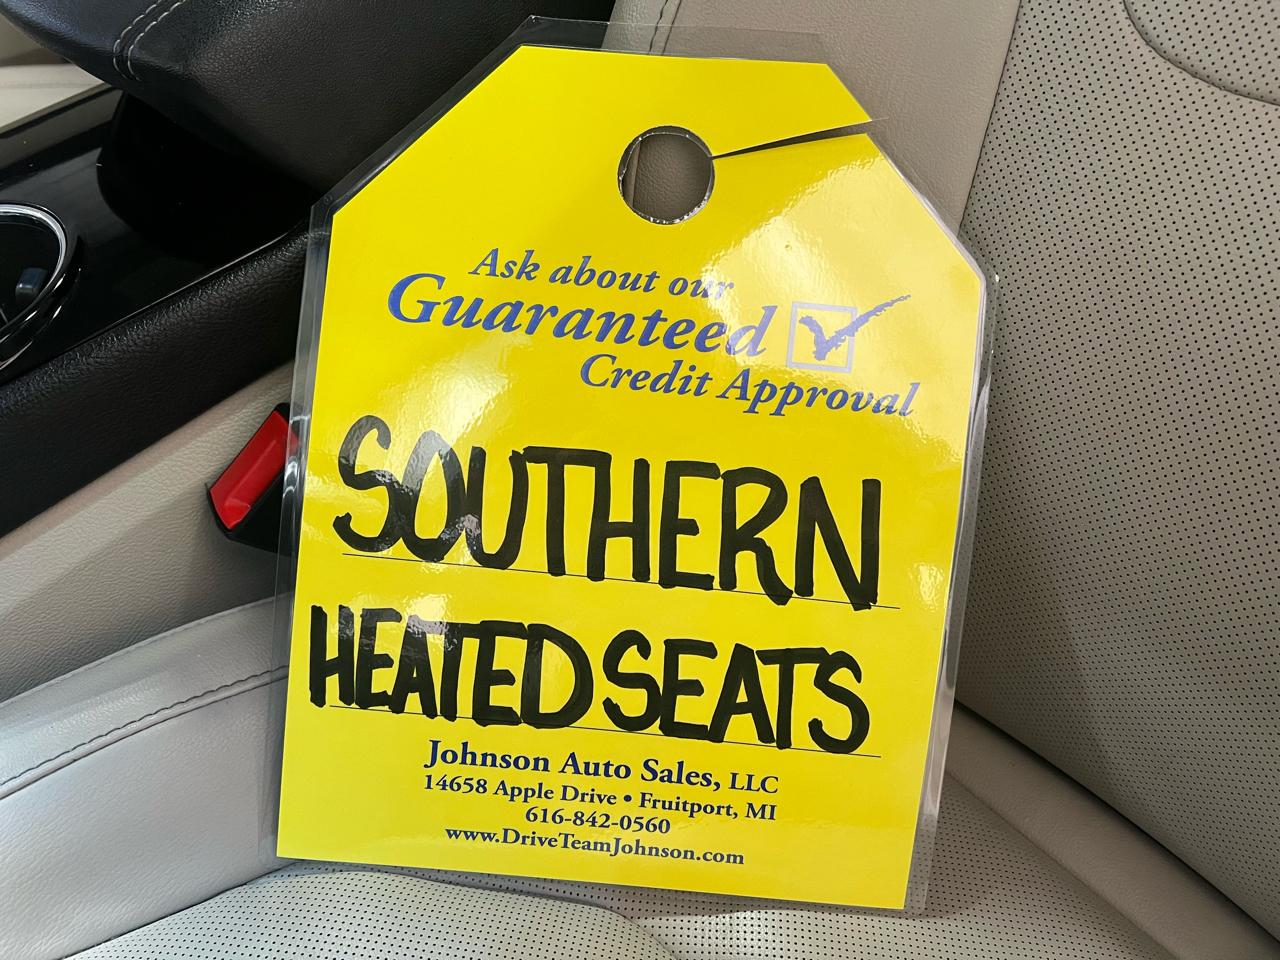 Ask about our
Guaranteed
Credit Approval
SOUTHERN
HEATED SEATS
Johnson Auto Sales, LLC
14658 Apple Drive • Fruitport, MI
616-842-0560
www.DriveTeamJohnson.com